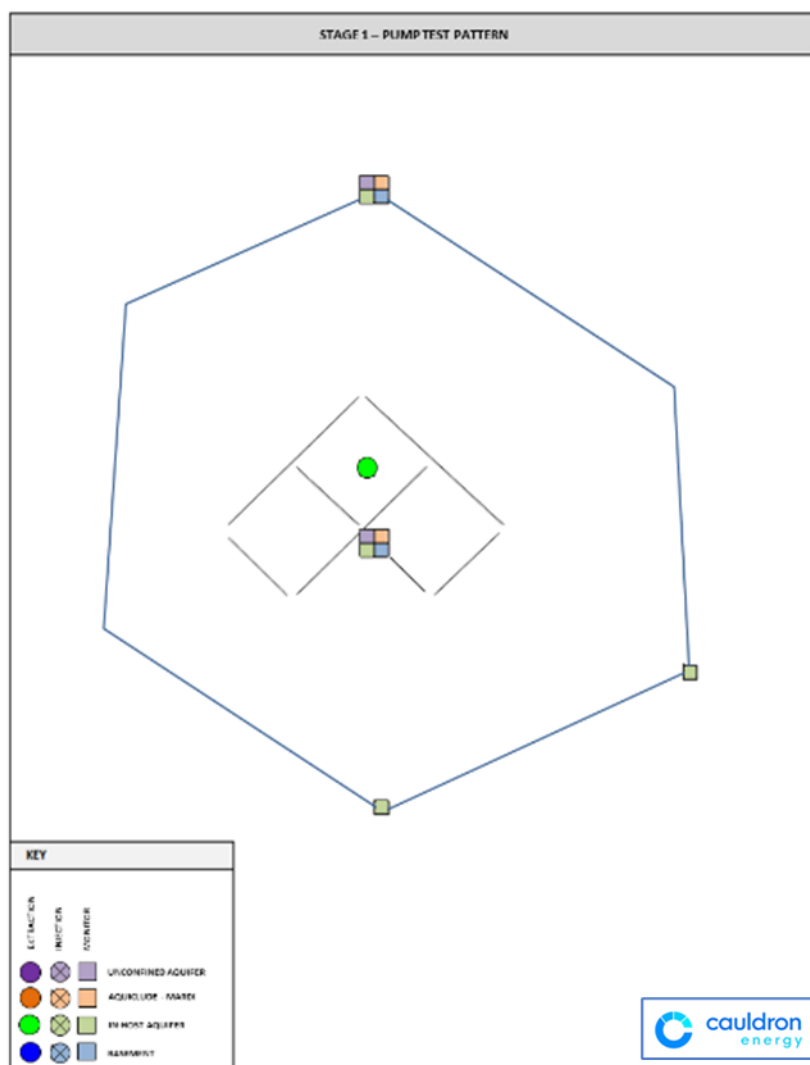 STAGE 1 – PUMP TEST PATTERN
KEY
EXTRACTION
INJECTION
MONITOR
UNCONFINED AQUIFER
AQUICLUDE - MARDI
IN HOST AQUIFER
BASEMENT
cauldron
energy